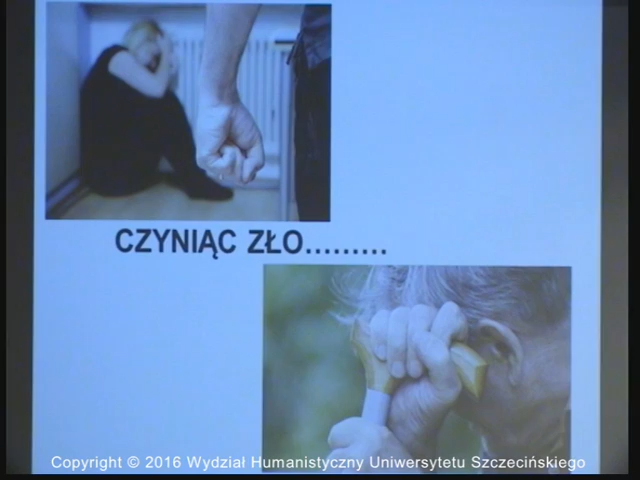 CZYNIĄC ZŁO.........
Copyright © 2016 Wydział Humanistyczny Uniwersytetu Szczecińskiego